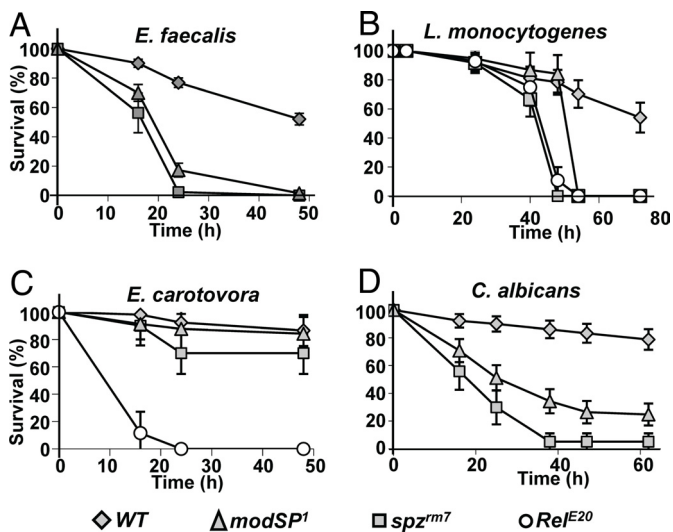 A
E. faecalis
Survival (%)
100
80
60
40
20
0
0 10 20 30 40 50
Time (h)
B
L. monocytogenes
100
80
60
40
20
0
0 20 40 60 80
Time (h)
C
E. carotovora
Survival (%)
100
80
60
40
20
0
0 10 20 30 40 50
Time (h)
D
C. albicans
100
80
60
40
20
0
0 20 40 60
Time (h)
WT modSP¹ spzʳᵐ⁷ Relᴱ²⁰